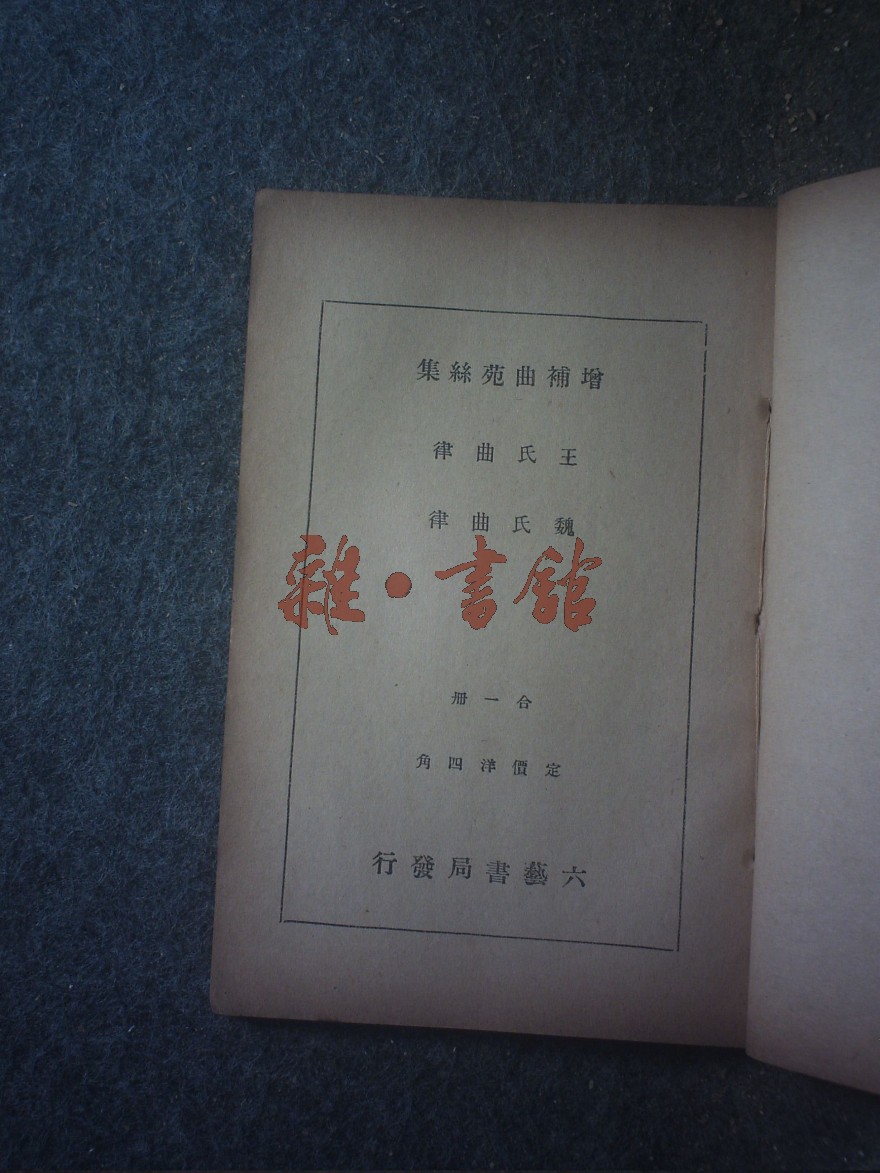 增補曲苑絲集
王氏曲律
魏氏曲律
雜·書館
合一冊
定價洋四角
六藝書局發行